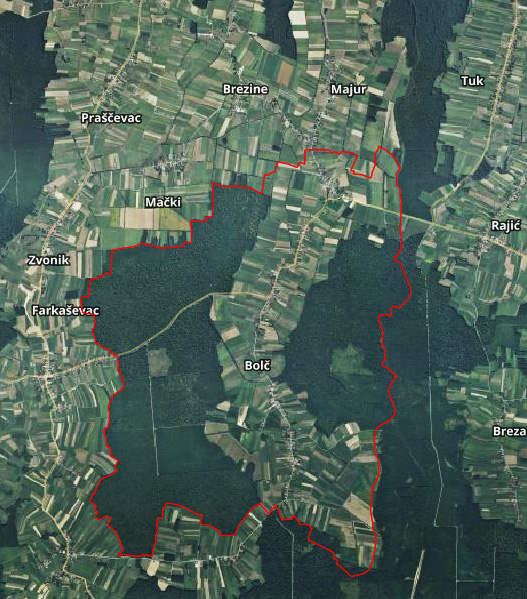 Tuk
Brezine
Majur
Praščevac
Mački
Rajić
Zvonik
Farkaševac
Bolč
Breza